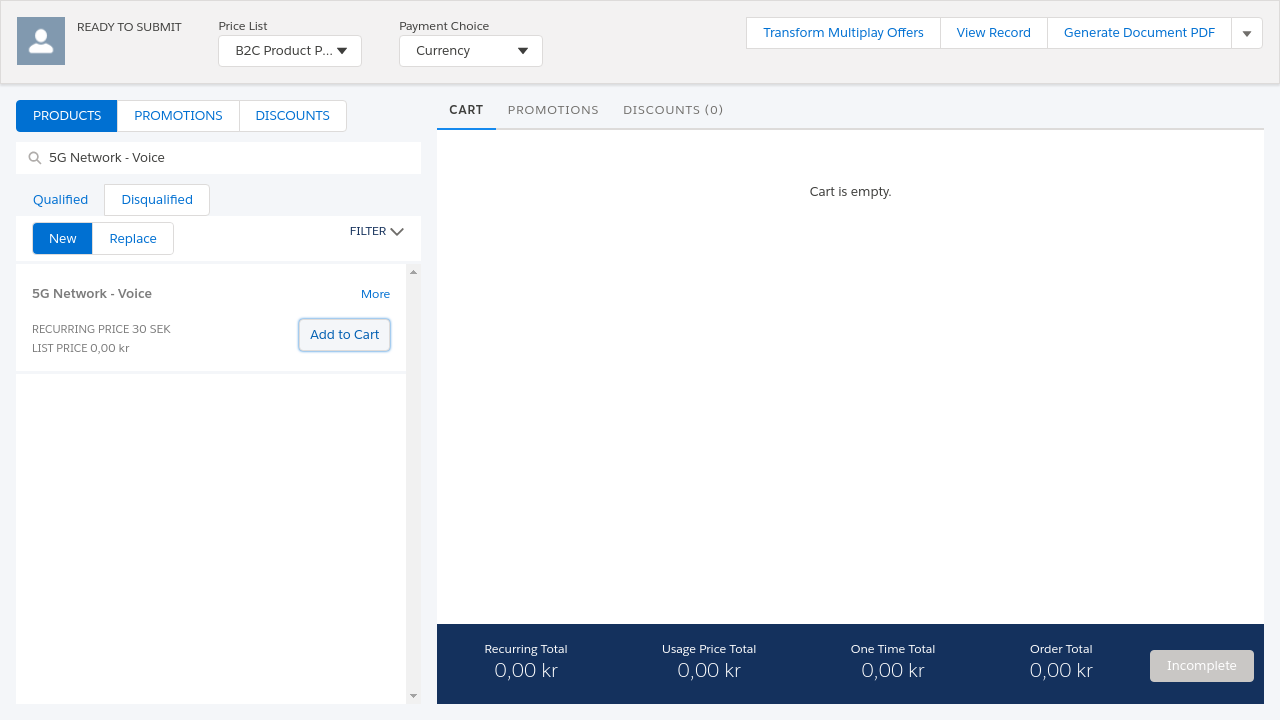 READY TO SUBMIT
Price List
B2C Product P...
Payment Choice
Currency
Transform Multiplay Offers
View Record
Generate Document PDF
PRODUCTS
PROMOTIONS
DISCOUNTS
5G Network - Voice
Qualified
Disqualified
New
Replace
FILTER
5G Network - Voice
More
RECURRING PRICE 30 SEK
LIST PRICE 0,00 kr
Add to Cart
CART
PROMOTIONS
DISCOUNTS (0)
Cart is empty.
Recurring Total
0,00 kr
Usage Price Total
0,00 kr
One Time Total
0,00 kr
Order Total
0,00 kr
Incomplete